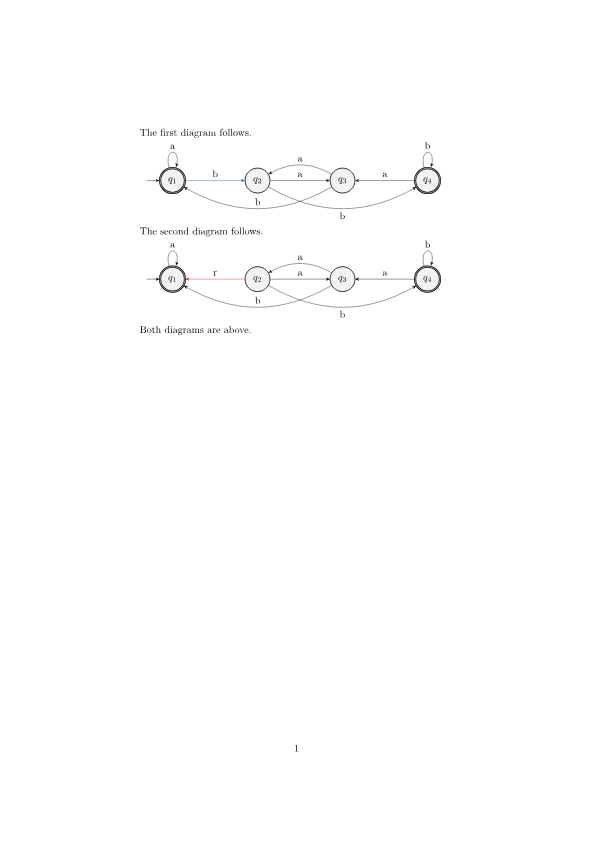 The first diagram follows.
a b
a
q1 b q2 a q3 a q4
b
b
The second diagram follows.
a b
a
q1 r q2 a q3 a q4
b
b
Both diagrams are above.
1